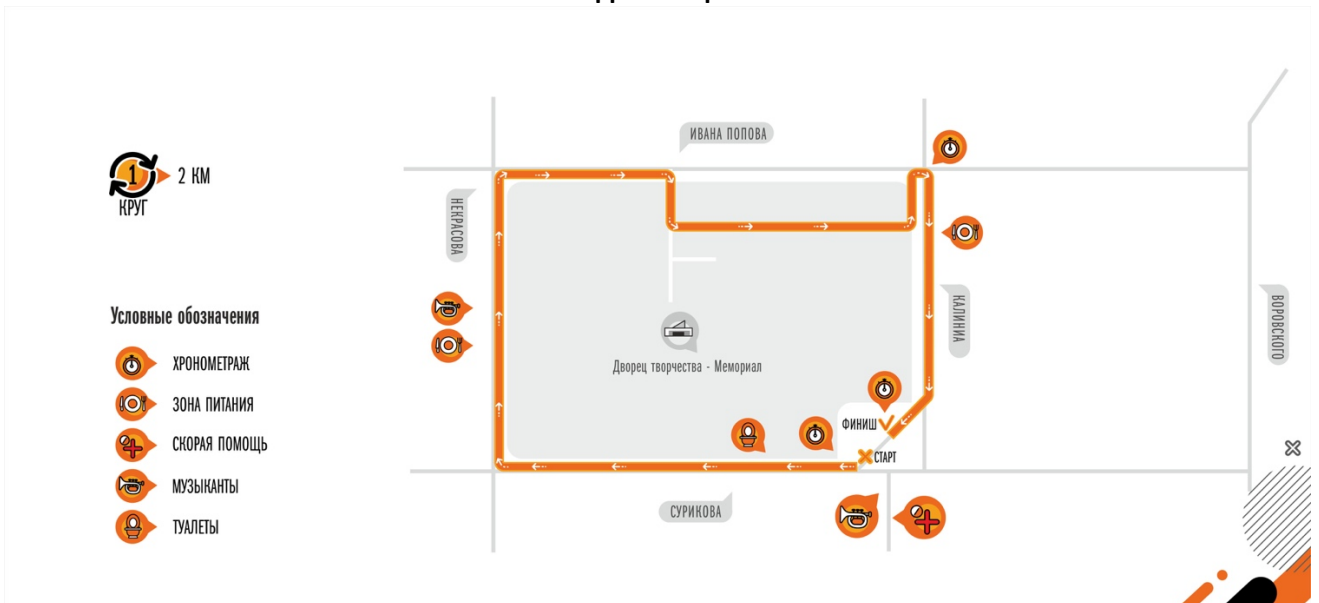 1
2 КМ
КРУГ
Условные обозначения
ХРОНОМЕТРАЖ
ЗОНА ПИТАНИЯ
СКОРАЯ ПОМОЩЬ
МУЗЫКАНТЫ
ТУАЛЕТЫ
ИВАНА ПОПОВА
НЕКРАСОВА
КАЛИНИА
ВОРОВСКОГО
Дворец творчества - Мемориал
ФИНИШ
СТАРТ
СУРИКОВА